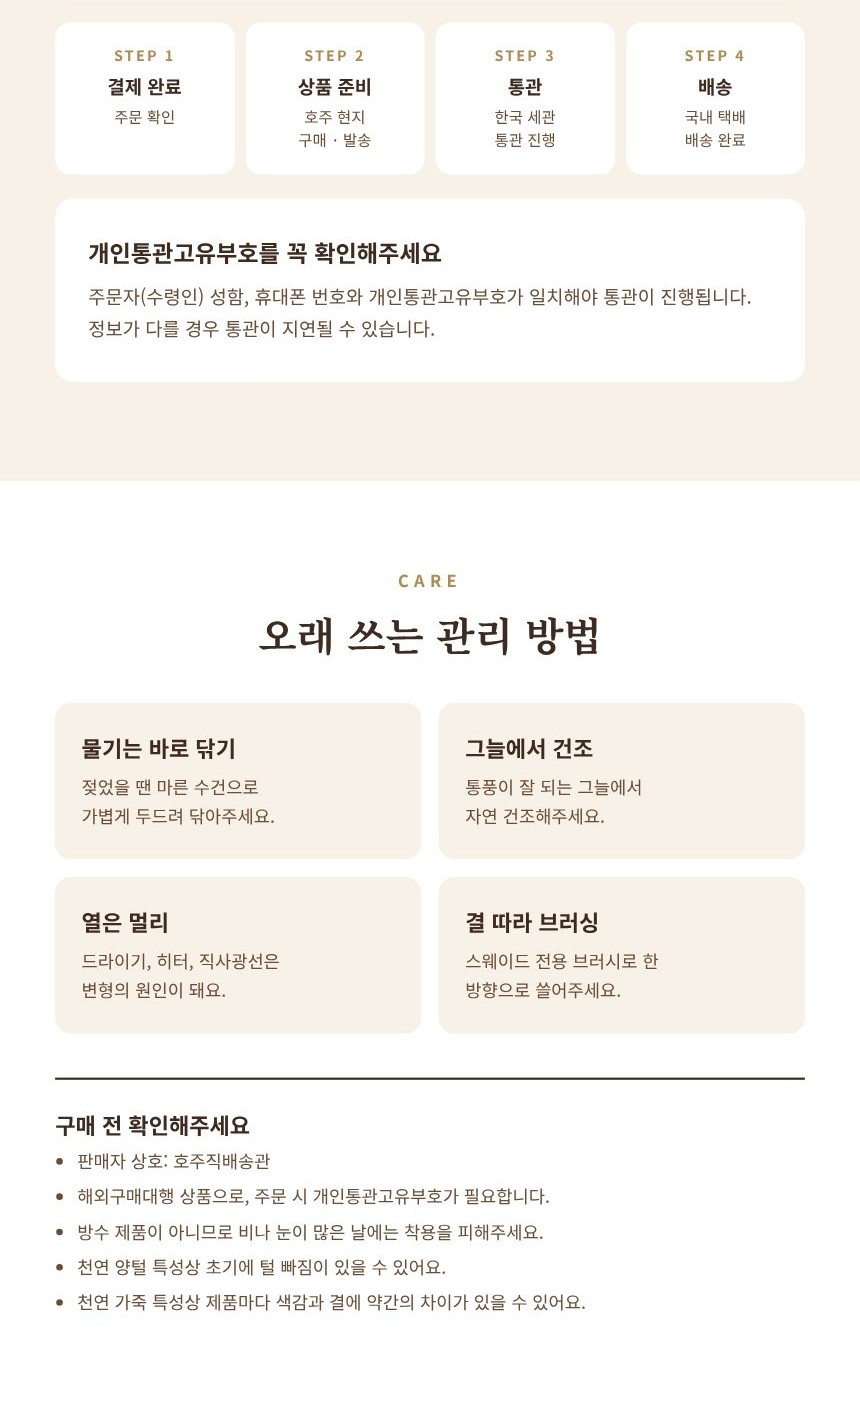 STEP 1
결제 완료
주문 확인
STEP 2
상품 준비
호주 현지
구매 · 발송
STEP 3
통관
한국 세관
통관 진행
STEP 4
배송
국내 택배
배송 완료
개인통관고유부호를 꼭 확인해주세요
주문자(수령인) 성함, 휴대폰 번호와 개인통관고유부호가 일치해야 통관이 진행됩니다.
정보가 다를 경우 통관이 지연될 수 있습니다.
CARE
오래 쓰는 관리 방법
물기는 바로 닦기
젖었을 땐 마른 수건으로
가볍게 두드려 닦아주세요.
그늘에서 건조
통풍이 잘 되는 그늘에서
자연 건조해주세요.
열은 멀리
드라이기, 히터, 직사광선은
변형의 원인이 돼요.
결 따라 브러싱
스웨이드 전용 브러시로 한
방향으로 쓸어주세요.
구매 전 확인해주세요
• 판매자 상호: 호주직배송관
• 해외구매대행 상품으로, 주문 시 개인통관고유부호가 필요합니다.
• 방수 제품이 아니므로 비나 눈이 많은 날에는 착용을 피해주세요.
• 천연 양털 특성상 초기에 털 빠짐이 있을 수 있어요.
• 천연 가죽 특성상 제품마다 색감과 결에 약간의 차이가 있을 수 있어요.